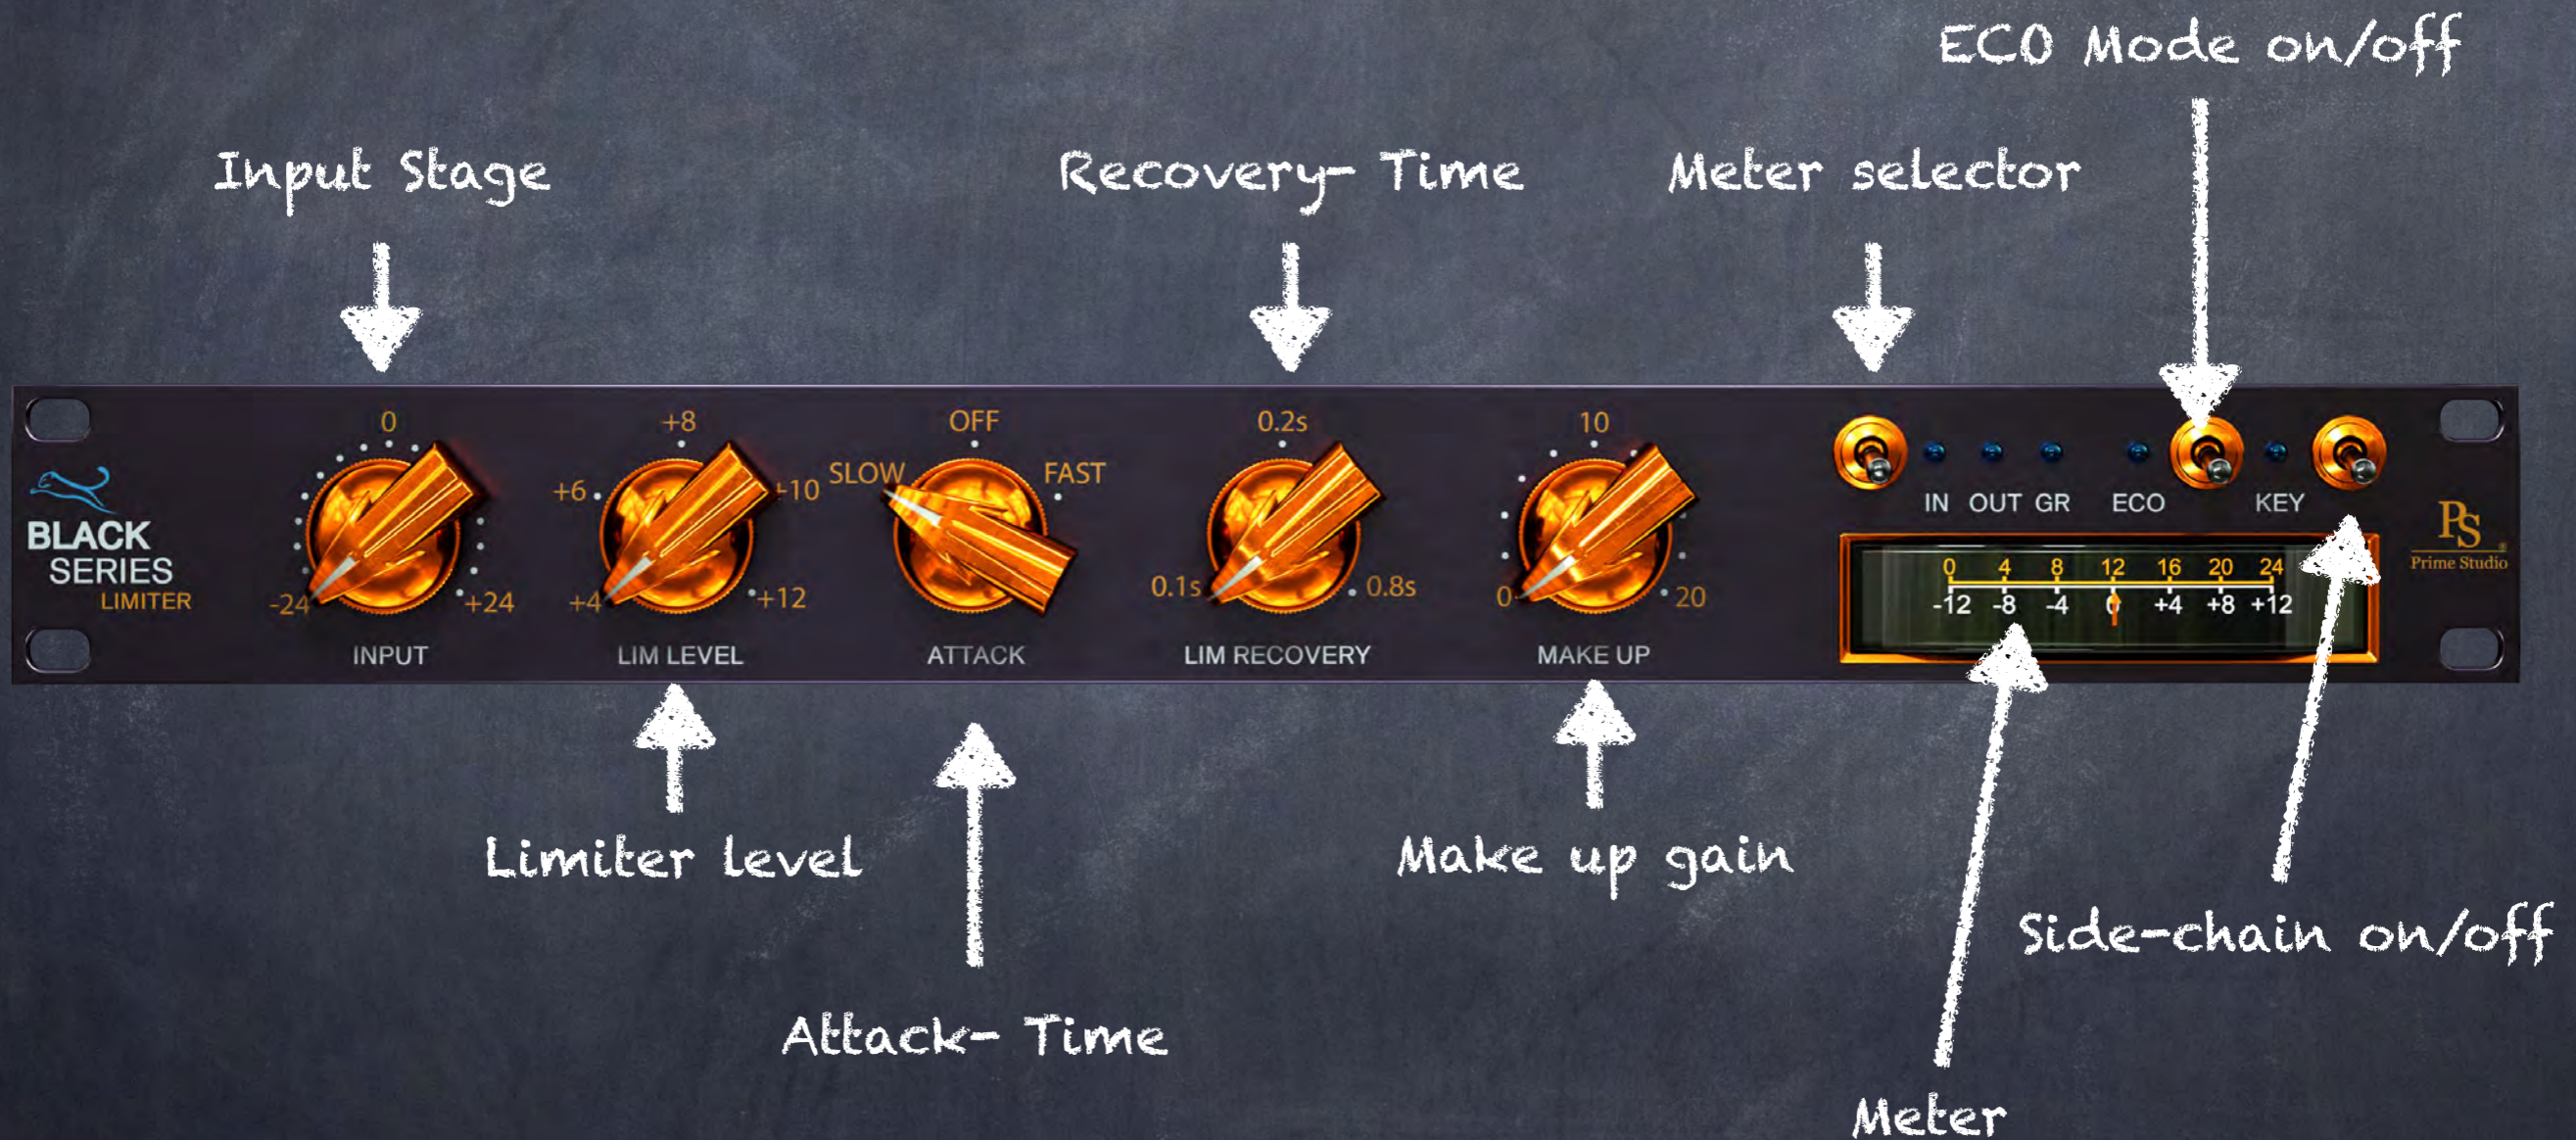 ECO Mode on/off
Input Stage
Recovery- Time
Meter selector
0
+8
OFF
0.2s
10
+6
+10
SLOW
FAST
IN OUT GR ECO KEY
BLACK
SERIES
LIMITER
-24
+24
+4
+12
0.1s
0.8s
0
20
0 4 8 12 16 20 24
-12 -8 -4 0 +4 +8 +12
PS
Prime Studio
INPUT
LIM LEVEL
ATTACK
LIM RECOVERY
MAKE UP
Limiter level
Make up gain
Side-chain on/off
Attack- Time
Meter